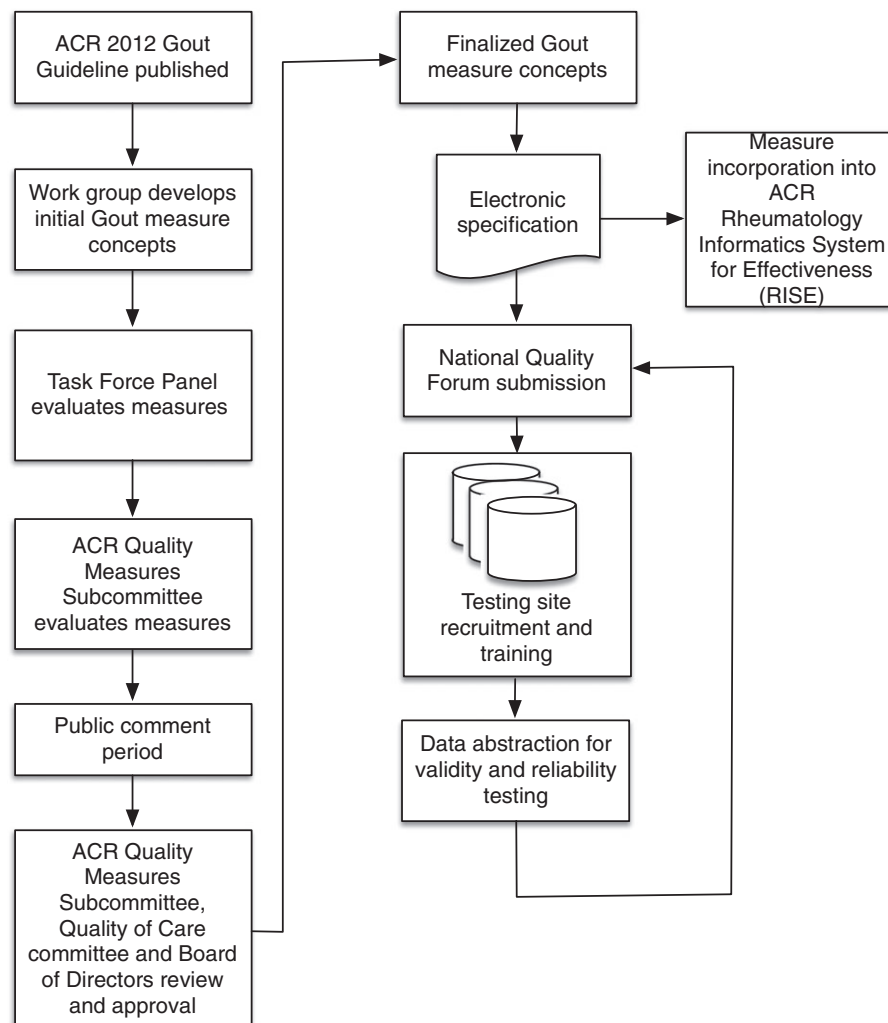 ACR 2012 Gout
Guideline published
Work group develops
initial Gout measure
concepts
Task Force Panel
evaluates measures
ACR Quality
Measures
Subcommittee
evaluates measures
Public comment
period
ACR Quality
Measures
Subcommittee,
Quality of Care
committee and Board
of Directors review
and approval
Finalized Gout
measure concepts
Electronic
specification
Measure
incorporation into
ACR
Rheumatology
Informatics System
for Effectiveness
(RISE)
National Quality
Forum submission
Testing site
recruitment and
training
Data abstraction for
validity and reliability
testing